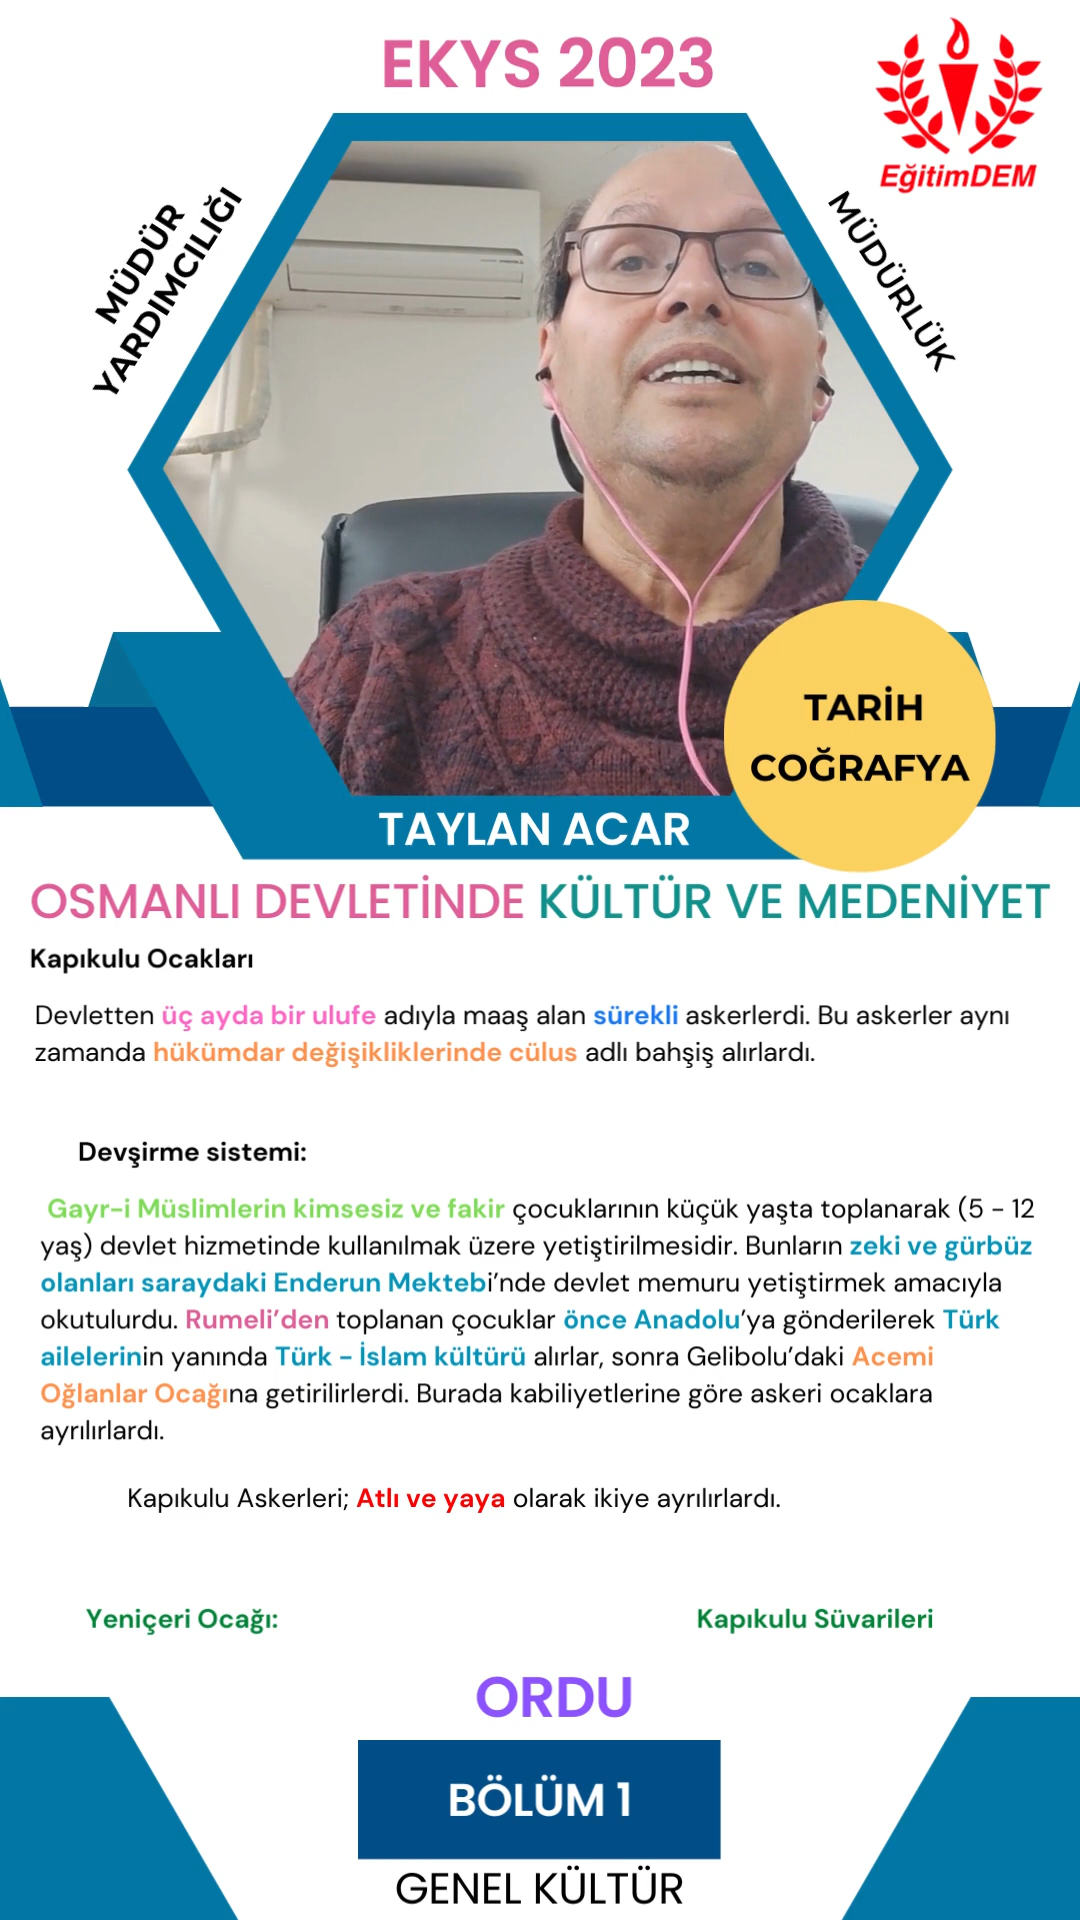 EKYS 2023
EğitimDEM
MÜDÜR
YARDIMCILIĞI
MÜDÜRLÜK
TARİH
COĞRAFYA
TAYLAN ACAR
OSMANLI DEVLETİNDE KÜLTÜR VE MEDENİYET
Kapıkulu Ocakları
Devletten üç ayda bir ulufe adıyla maaş alan sürekli askerlerdi. Bu askerler aynı
zamanda hükümdar değişikliklerinde cülus adlı bahşiş alırlardı.
Devşirme sistemi:
Gayr-i Müslimlerin kimsesiz ve fakir çocuklarının küçük yaşta toplanarak (5 - 12
yaş) devlet hizmetinde kullanılmak üzere yetiştirilmesidir. Bunların zeki ve gürbüz
olanları saraydaki Enderun Mektebi’nde devlet memuru yetiştirmek amacıyla
okutulurdu. Rumeli’den toplanan çocuklar önce Anadolu’ya gönderilerek Türk
ailelerinin yanında Türk - İslam kültürü alırlar, sonra Gelibolu’daki Acemi
Oğlanlar Ocağına getirilirlerdi. Burada kabiliyetlerine göre askeri ocaklara
ayrılırlardı.
Kapıkulu Askerleri; Atlı ve yaya olarak ikiye ayrılırlardı.
Yeniçeri Ocağı:
Kapıkulu Süvarileri
ORDU
BÖLÜM 1
GENEL KÜLTÜR